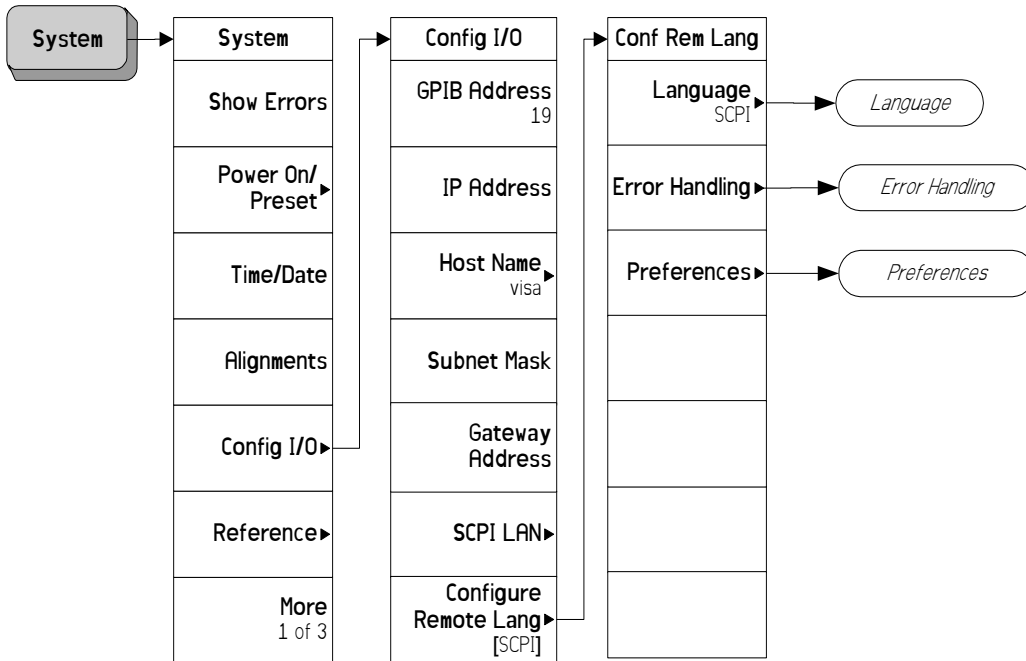 System
System
Show Errors
Power On/
Preset
Time/Date
Alignments
Config I/O
Reference
More
1 of 3
Config I/O
GPIB Address
19
IP Address
Host Name
visa
Subnet Mask
Gateway
Address
SCPI LAN
Configure
Remote Lang
[SCPI]
Conf Rem Lang
Language
SCPI
Error Handling
Preferences
Language
Error Handling
Preferences